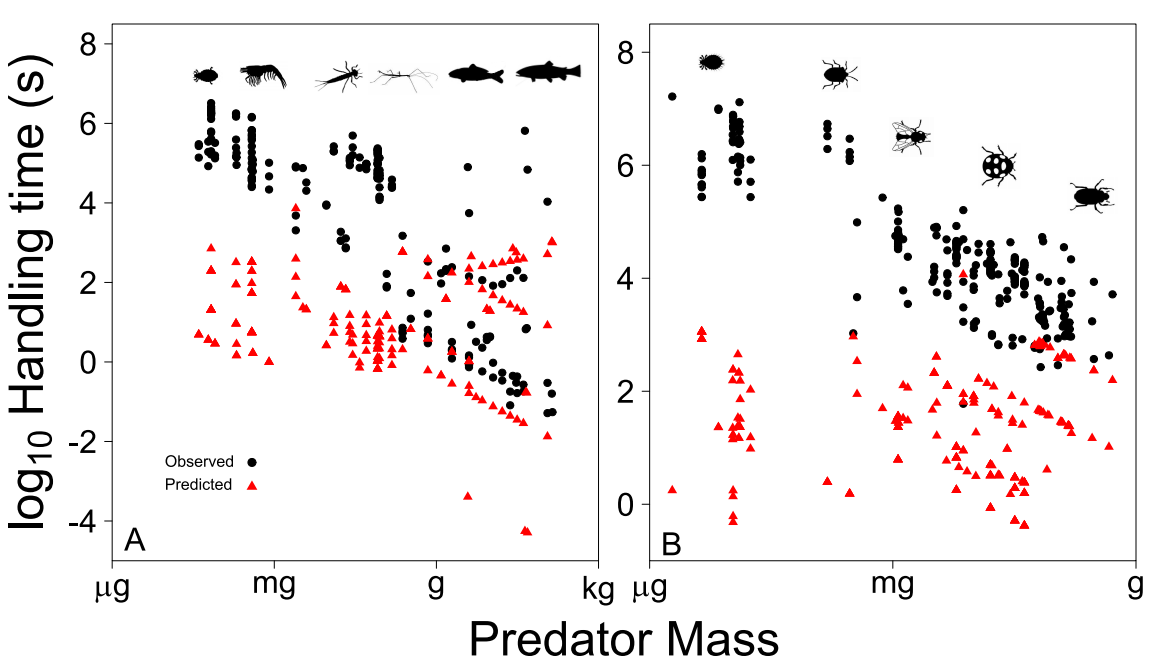 log10 Handling time (s)
8
6
4
2
0
-2
-4
Observed
Predicted
A
μg
mg
g
kg
8
6
4
2
0
B
μg
mg
g
Predator Mass